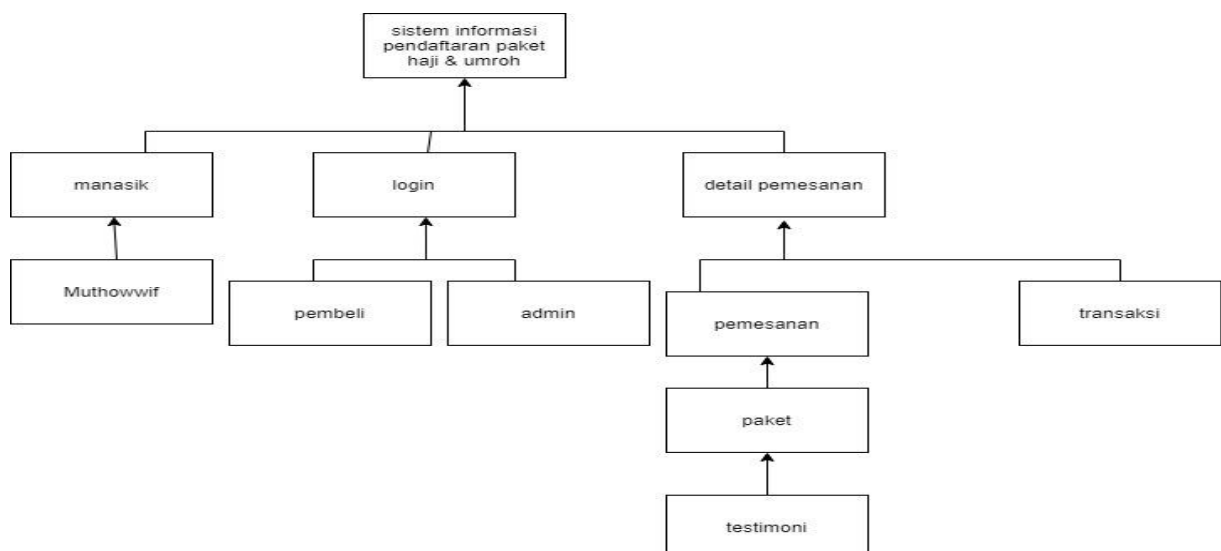 sistem informasi
pendaftaran paket
haji & umroh
manasik
login
detail pemesanan
Muthowwif
pembeli
admin
pemesanan
transaksi
paket
testimoni